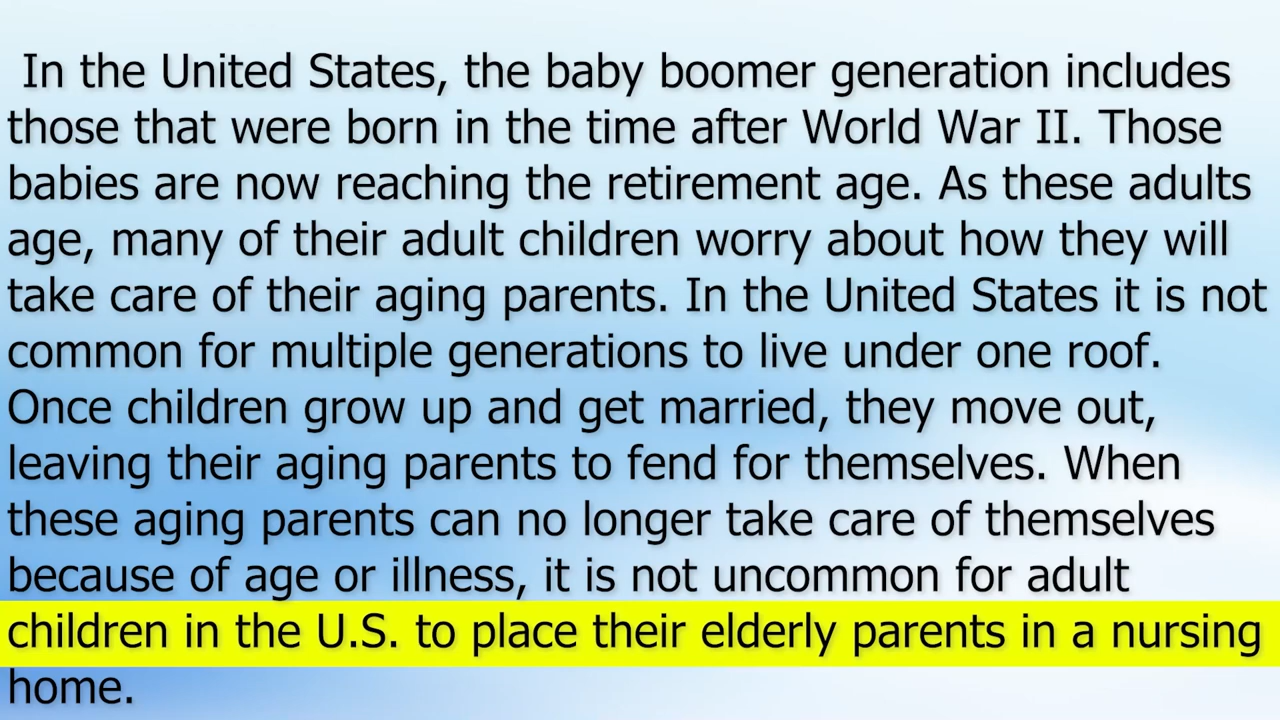 In the United States, the baby boomer generation includes
those that were born in the time after World War II. Those
babies are now reaching the retirement age. As these adults
age, many of their adult children worry about how they will
take care of their aging parents. In the United States it is not
common for multiple generations to live under one roof.
Once children grow up and get married, they move out,
leaving their aging parents to fend for themselves. When
these aging parents can no longer take care of themselves
because of age or illness, it is not uncommon for adult
children in the U.S. to place their elderly parents in a nursing
home.